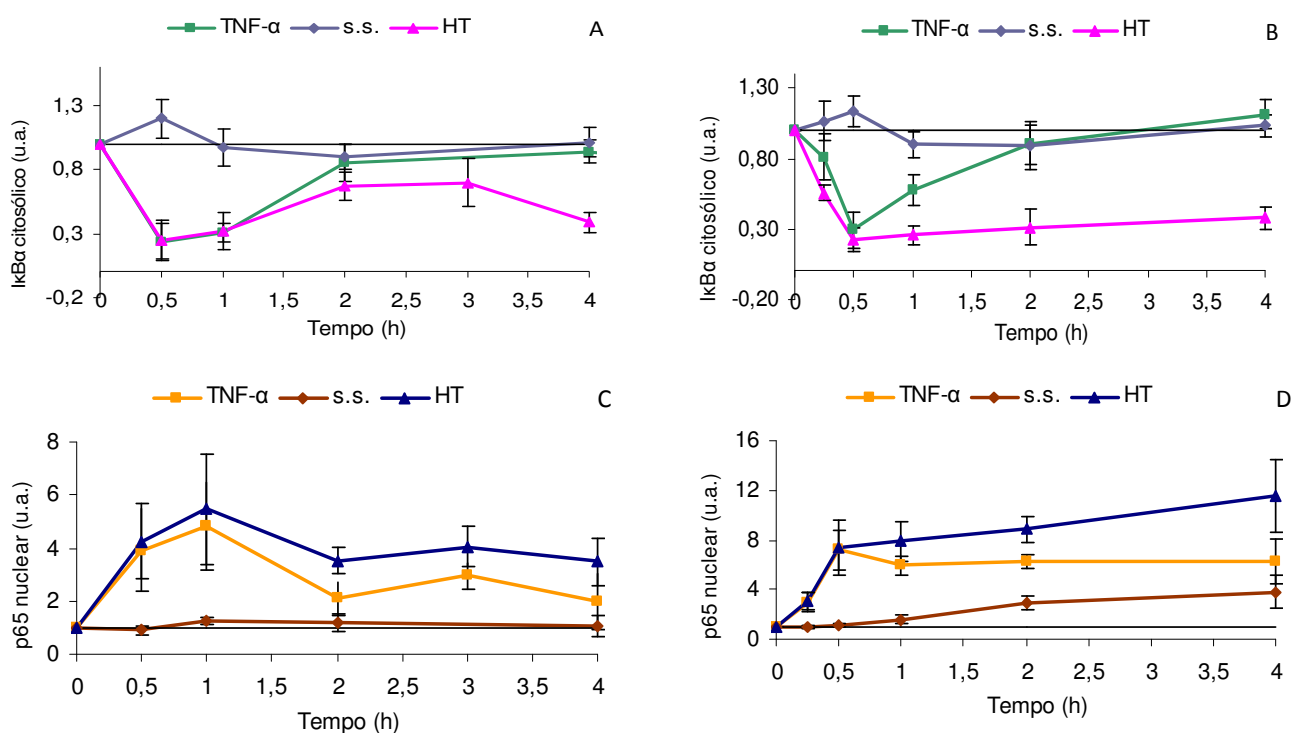 TNF-α s.s. HT A
IκBα citosólico (u.a.)
1,3
0,8
0,3
-0,2
0 0,5 1 1,5 2 2,5 3 3,5 4
Tempo (h)
TNF-α s.s. HT B
IκBα citosólico (u.a.)
1,30
0,80
0,30
-0,20
0 0,5 1 1,5 2 2,5 3 3,5 4
Tempo (h)
TNF-α s.s. HT C
p65 nuclear (u.a.)
8
6
4
2
0
0 0,5 1 1,5 2 2,5 3 3,5 4
Tempo (h)
TNF-α s.s. HT D
p65 nuclear (u.a.)
16
12
8
4
0
0 0,5 1 1,5 2 2,5 3 3,5 4
Tempo (h)